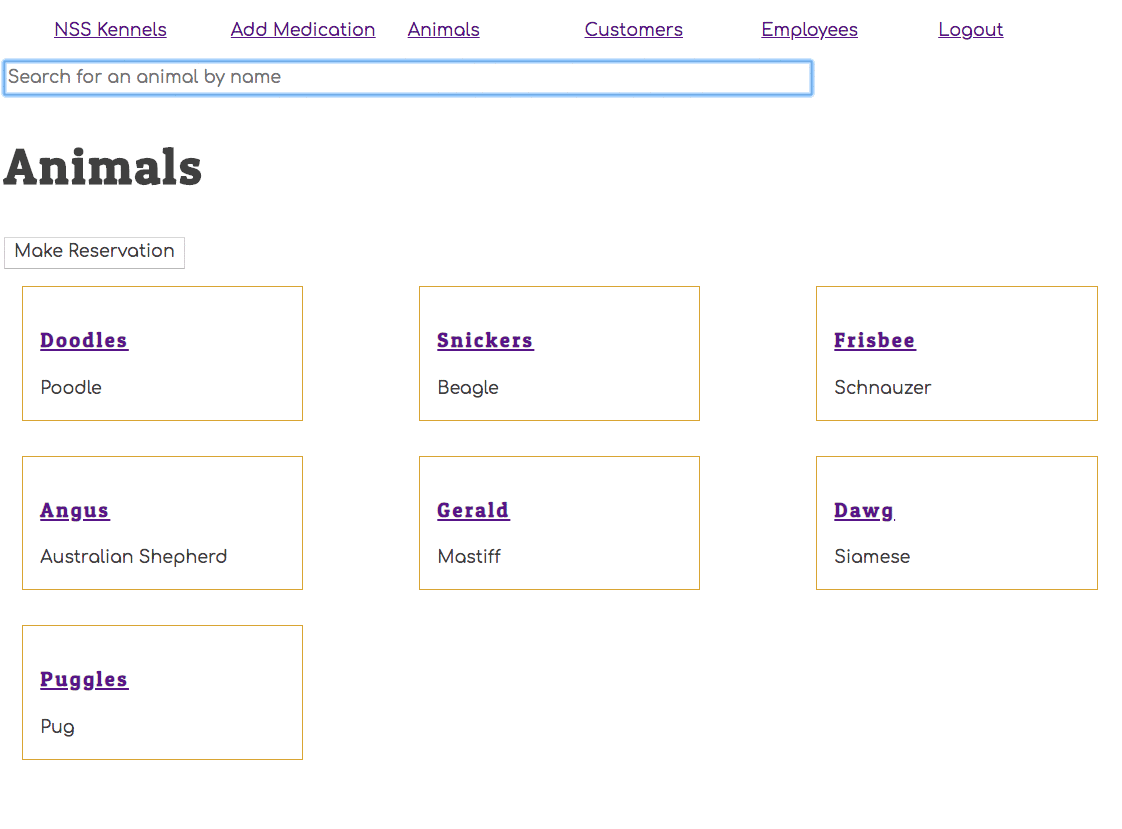 NSS Kennels Add Medication Animals Customers Employees Logout
Search for an animal by name
Animals
Make Reservation
Doodles Snickers Frisbee
Poodle Beagle Schnauzer
Angus Gerald Dawg
Australian Shepherd Mastiff Siamese
Puggles
Pug